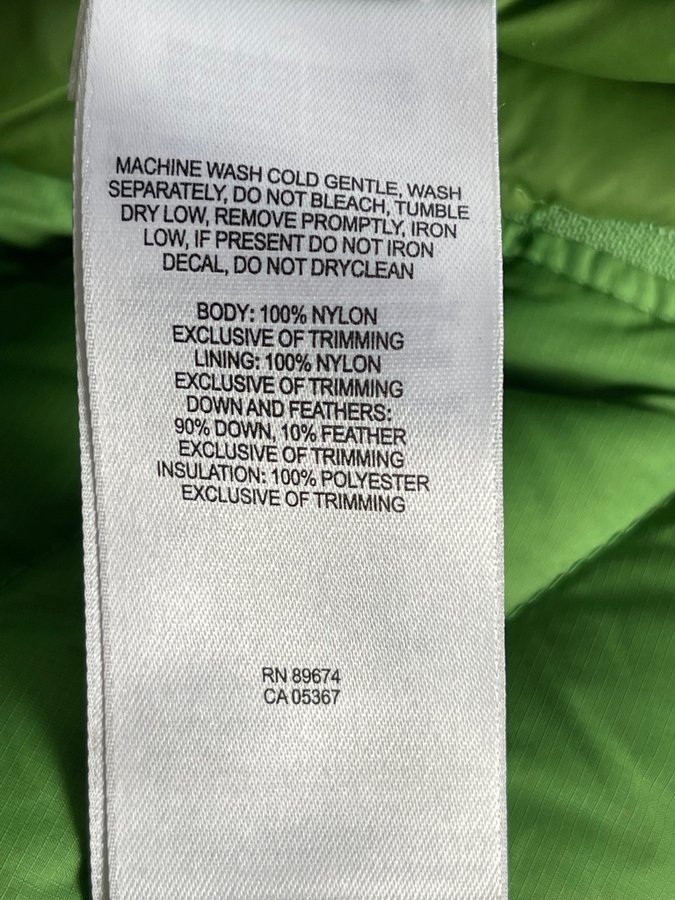 MACHINE WASH COLD GENTLE, WASH
SEPARATELY, DO NOT BLEACH, TUMBLE
DRY LOW, REMOVE PROMPTLY, IRON
LOW, IF PRESENT DO NOT IRON
DECAL, DO NOT DRYCLEAN
BODY: 100% NYLON
EXCLUSIVE OF TRIMMING
LINING: 100% NYLON
EXCLUSIVE OF TRIMMING
DOWN AND FEATHERS:
90% DOWN, 10% FEATHER
EXCLUSIVE OF TRIMMING
INSULATION: 100% POLYESTER
EXCLUSIVE OF TRIMMING
RN 89674
CA 05367